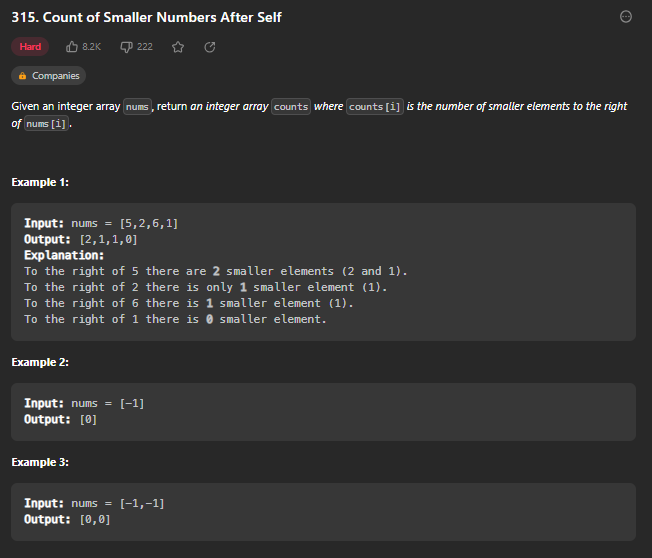 315. Count of Smaller Numbers After Self
Hard 8.2K 222
Companies
Given an integer array nums, return an integer array counts where counts[i] is the number of smaller elements to the right
of nums[i].
Example 1:
Input: nums = [5,2,6,1]
Output: [2,1,1,0]
Explanation:
To the right of 5 there are 2 smaller elements (2 and 1).
To the right of 2 there is only 1 smaller element (1).
To the right of 6 there is 1 smaller element (1).
To the right of 1 there is 0 smaller element.
Example 2:
Input: nums = [-1]
Output: [0]
Example 3:
Input: nums = [-1,-1]
Output: [0,0]